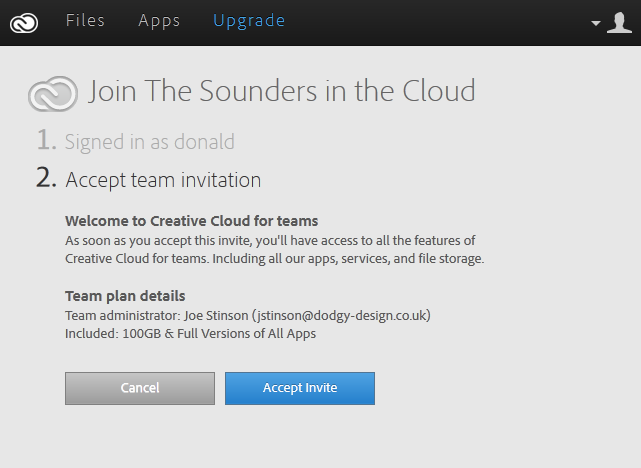 Files Apps Upgrade
Join The Sounders in the Cloud
1. Signed in as donald
2. Accept team invitation
Welcome to Creative Cloud for teams
As soon as you accept this invite, you'll have access to all the features of
Creative Cloud for teams. Including all our apps, services, and file storage.
Team plan details
Team administrator: Joe Stinson (jstinson@dodgy-design.co.uk)
Included: 100GB & Full Versions of All Apps
Cancel Accept Invite